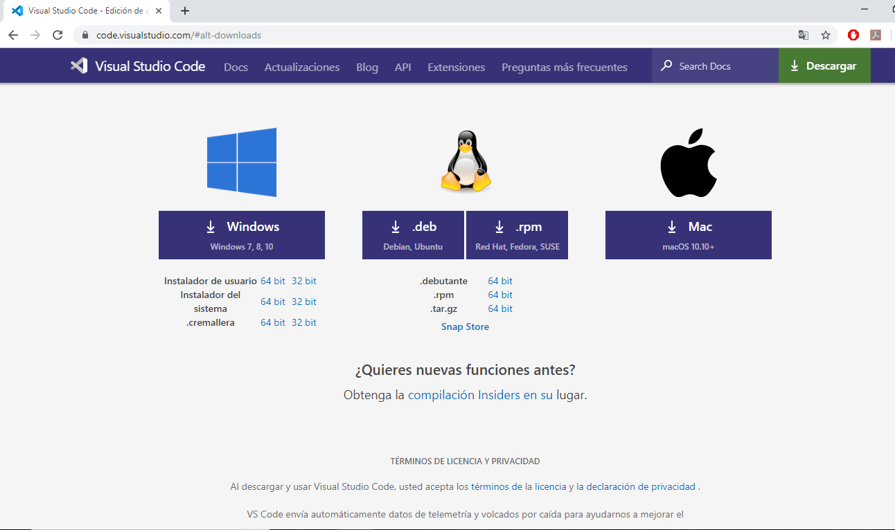 Visual Studio Code - Edición de c
code.visualstudio.com/#alt-downloads
Visual Studio Code Docs Actualizaciones Blog API Extensiones Preguntas más frecuentes Search Docs Descargar
Windows
Windows 7, 8, 10
.deb
Debian, Ubuntu
.rpm
Red Hat, Fedora, SUSE
Mac
macOS 10.10+
Instalador de usuario 64 bit 32 bit
Instalador del
sistema 64 bit 32 bit
.cremallera 64 bit 32 bit
.debutante 64 bit
.rpm 64 bit
.tar.gz 64 bit
Snap Store
¿Quieres nuevas funciones antes?
Obtenga la compilación Insiders en su lugar.
TÉRMINOS DE LICENCIA Y PRIVACIDAD
Al descargar y usar Visual Studio Code, usted acepta los términos de la licencia y la declaración de privacidad .
VS Code envía automáticamente datos de telemetría y volcados por caída para ayudarnos a mejorar el